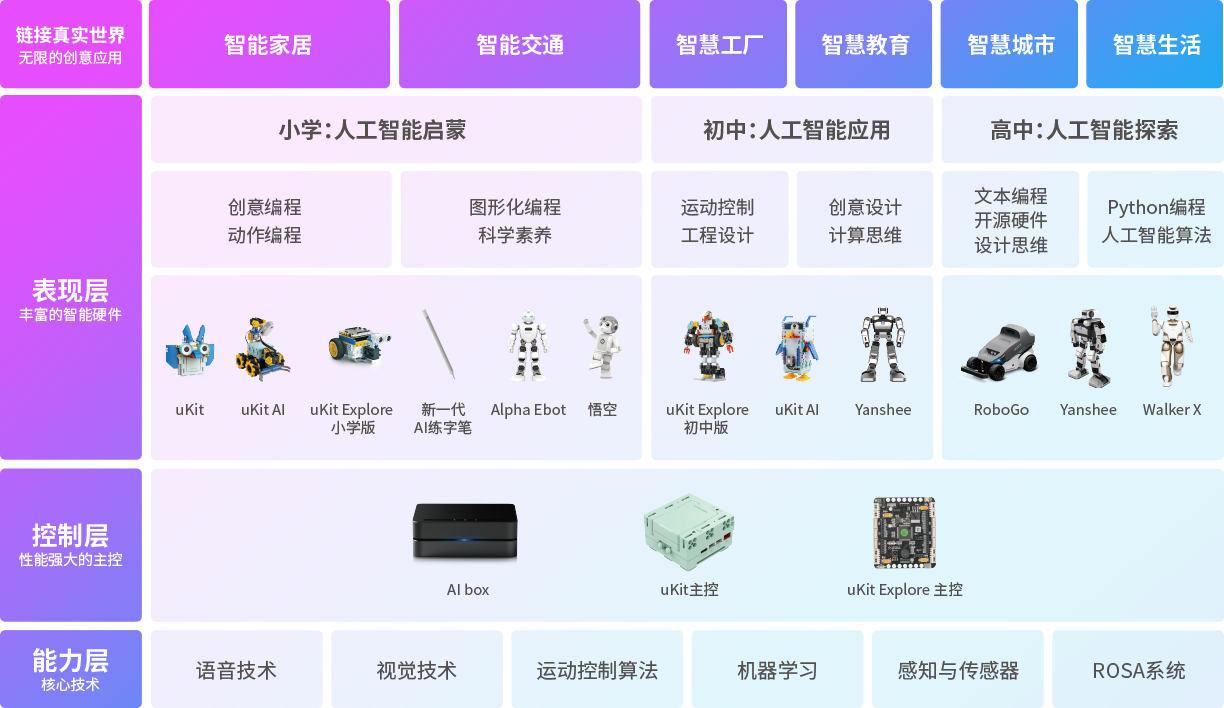 链接真实世界
无限的创意应用
智能家居
智能交通
智慧工厂
智慧教育
智慧城市
智慧生活
表现层
丰富的智能硬件
小学：人工智能启蒙
初中：人工智能应用
高中：人工智能探索
创意编程
动作编程
图形化编程
科学素养
运动控制
工程设计
创意设计
计算思维
文本编程
开源硬件
设计思维
Python编程
人工智能算法
uKit
uKit AI
uKit Explore
小学版
新一代
AI练字笔
Alpha Ebot
悟空
uKit Explore
初中版
uKit AI
Yanshee
RoboGo
Yanshee
Walker X
控制层
性能强大的主控
AI box
uKit主控
uKit Explore 主控
能力层
核心技术
语音技术
视觉技术
运动控制算法
机器学习
感知与传感器
ROSA系统